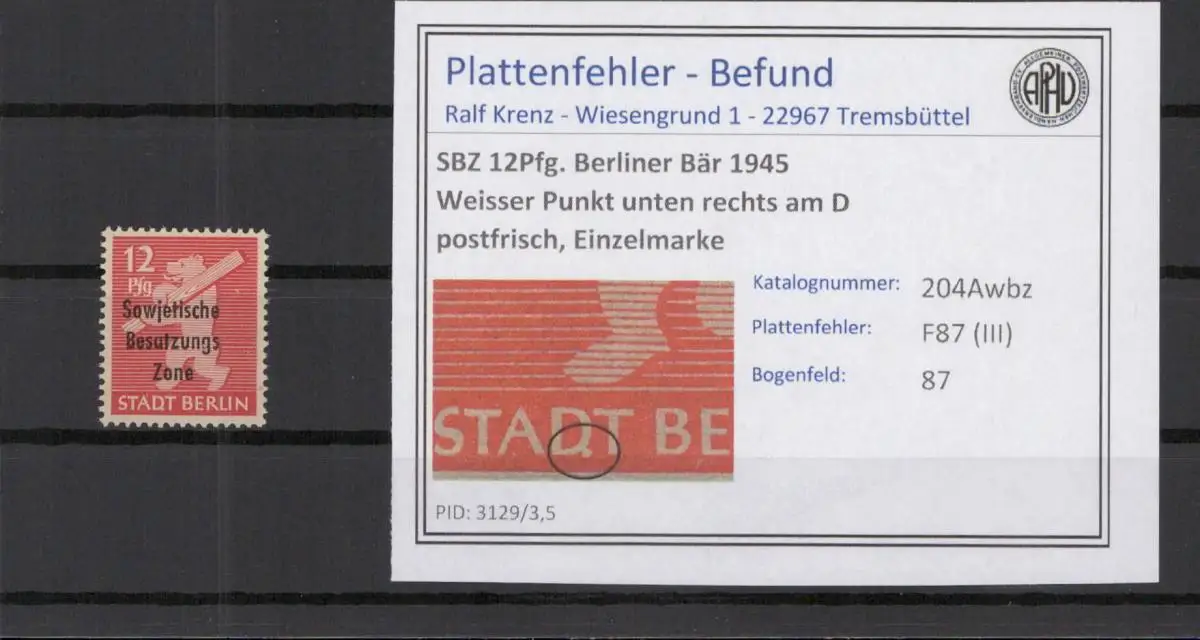 12
Pfg
Sowjetische
Besatzungs
Zone
STADT BERLIN
Plattenfehler - Befund
Ralf Krenz - Wiesengrund 1 - 22967 Tremsbüttel
APHV
SBZ 12Pfg. Berliner Bär 1945
Weisser Punkt unten rechts am D
postfrisch, Einzelmarke
STADT BE
Katalognummer: 204Awbz
Plattenfehler: F87 (III)
Bogenfeld: 87
PID: 3129/3,5